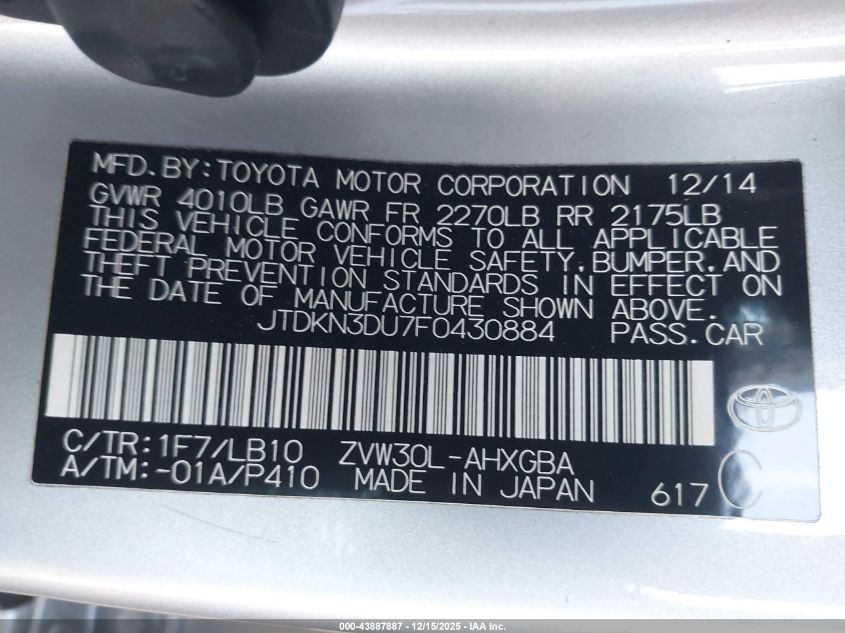 MFD.BY:TOYOTA MOTOR CORPORATION 12/14
GVWR 4010LB GAWR FR 2270LB RR 2175LB
THIS VEHICLE CONFORMS TO ALL APPLICABLE
FEDERAL MOTOR VEHICLE SAFETY,BUMPER,AND
THEFT PREVENTION STANDARDS IN EFFECT ON
THE DATE OF MANUFACTURE SHOWN ABOVE.
JTDKN3DU7F0430884 PASS.CAR
C/TR:1F7/LB10 ZVW30L-AHXGBA
A/TM:-01A/P410 MADE IN JAPAN 617 C
000-43887887 - 12/15/2025 - IAA Inc.